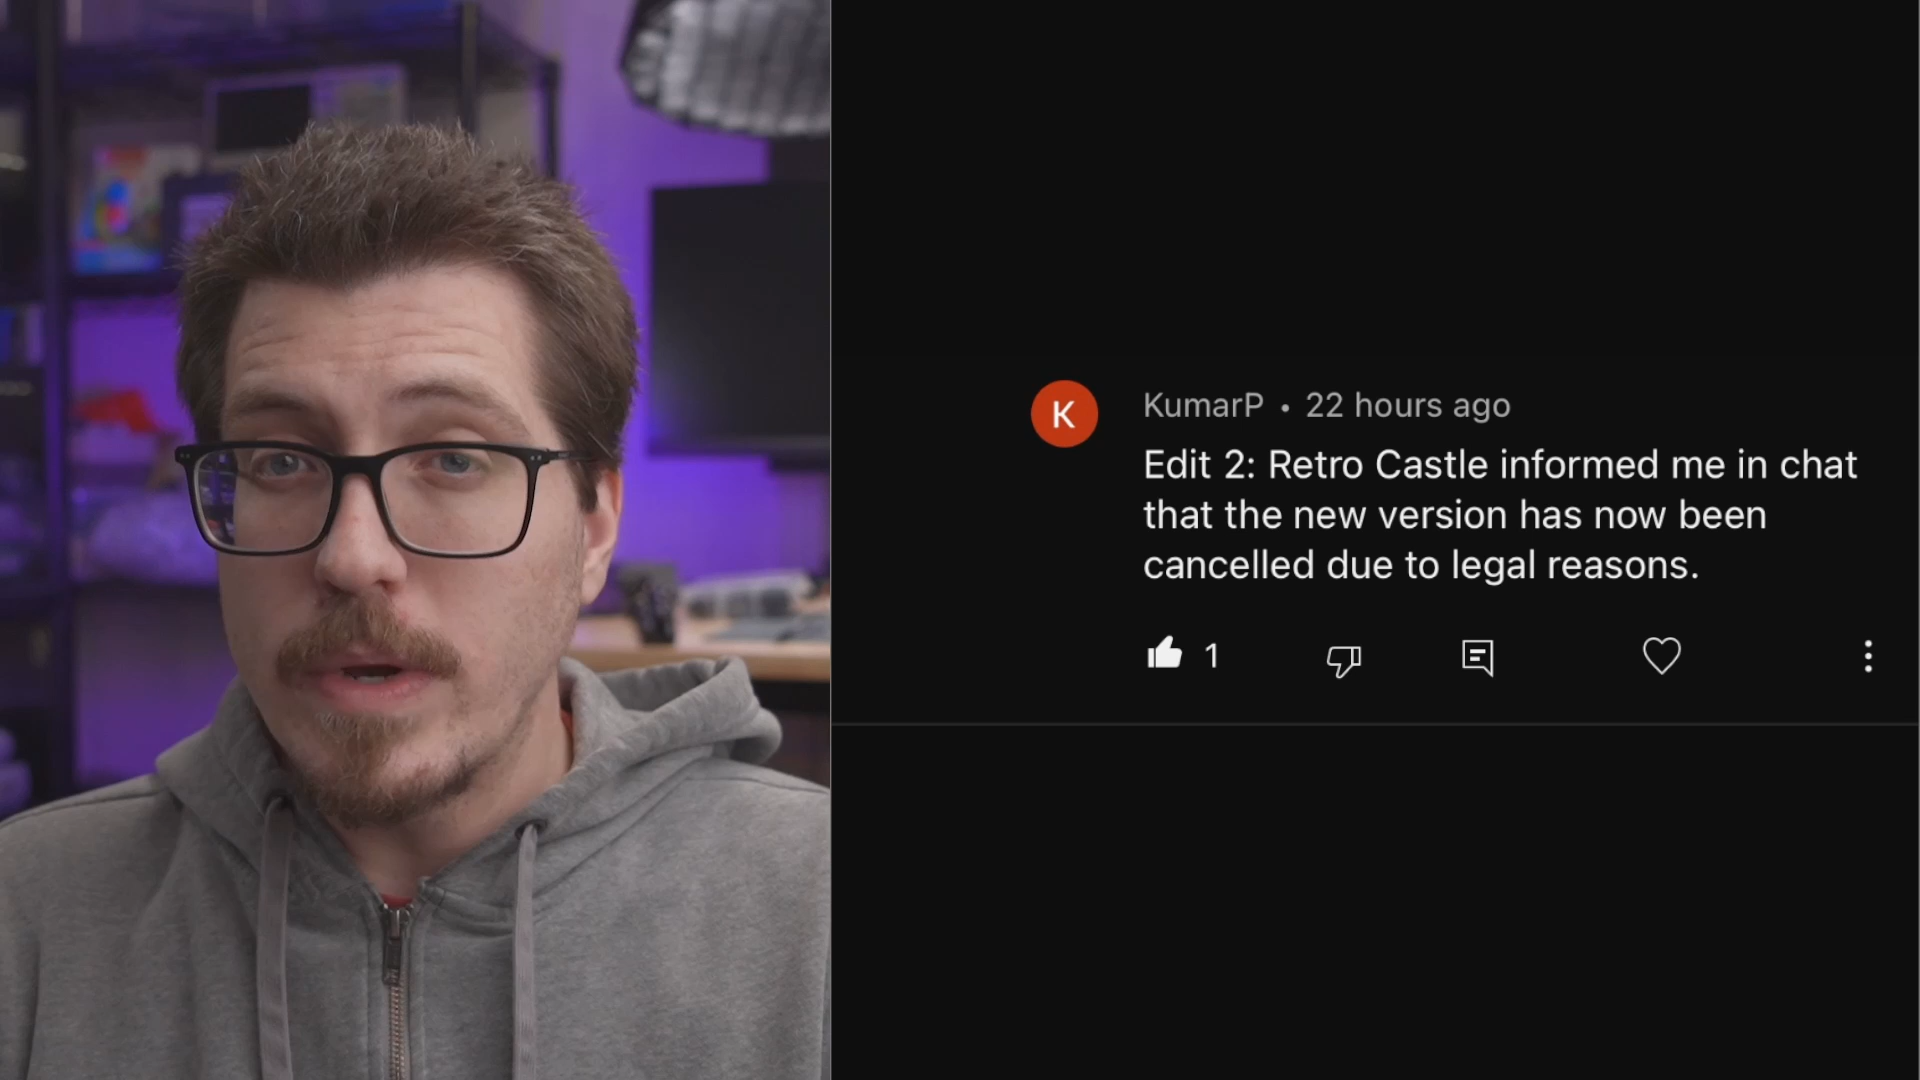 K
KumarP • 22 hours ago
Edit 2: Retro Castle informed me in chat
that the new version has now been
cancelled due to legal reasons.
1